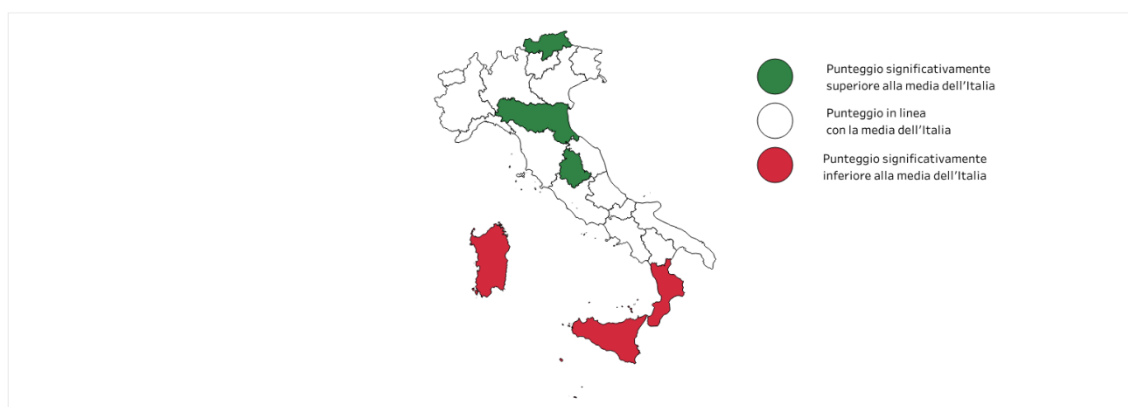 Punteggio significativamente
superiore alla media dell'Italia
Punteggio in linea
con la media dell'Italia
Punteggio significativamente
inferiore alla media dell'Italia